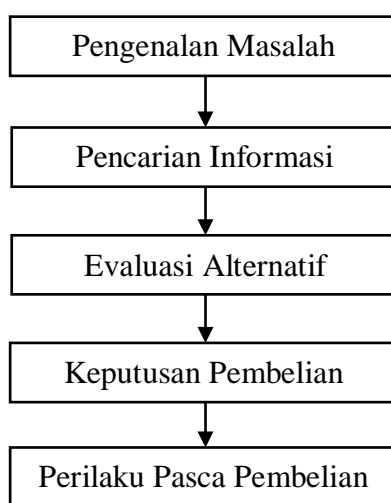 Pengenalan Masalah
Pencarian Informasi
Evaluasi Alternatif
Keputusan Pembelian
Perilaku Pasca Pembelian